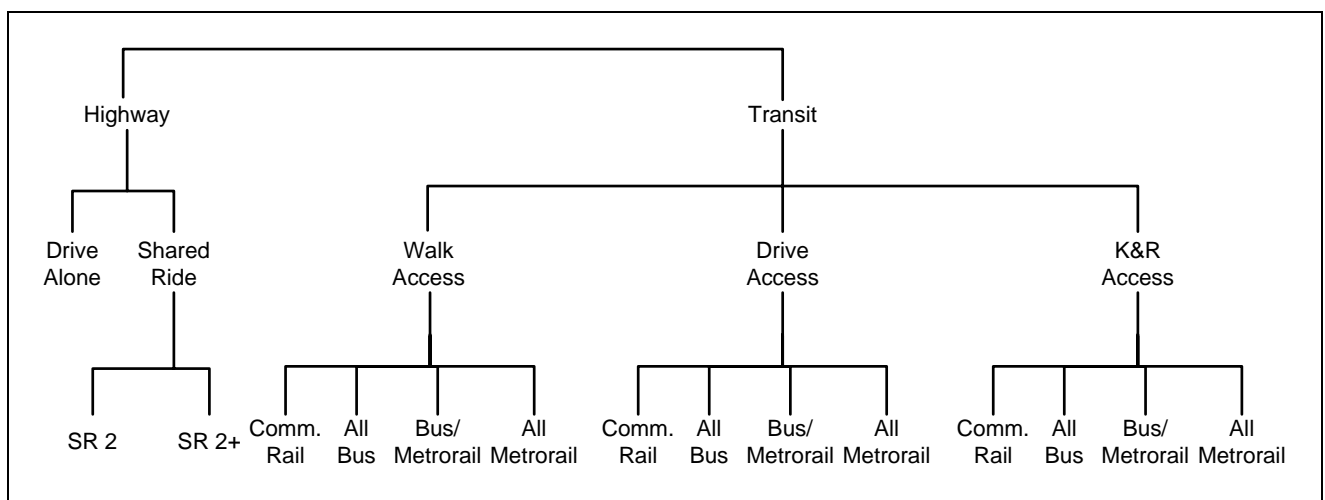 Highway
Transit
Drive
Alone
Shared
Ride
Walk
Access
Drive
Access
K&R
Access
SR 2
SR 2+
Comm.
Rail
All
Bus
Bus/
Metrorail
All
Metrorail
Comm.
Rail
All
Bus
Bus/
Metrorail
All
Metrorail
Comm.
Rail
All
Bus
Bus/
Metrorail
All
Metrorail